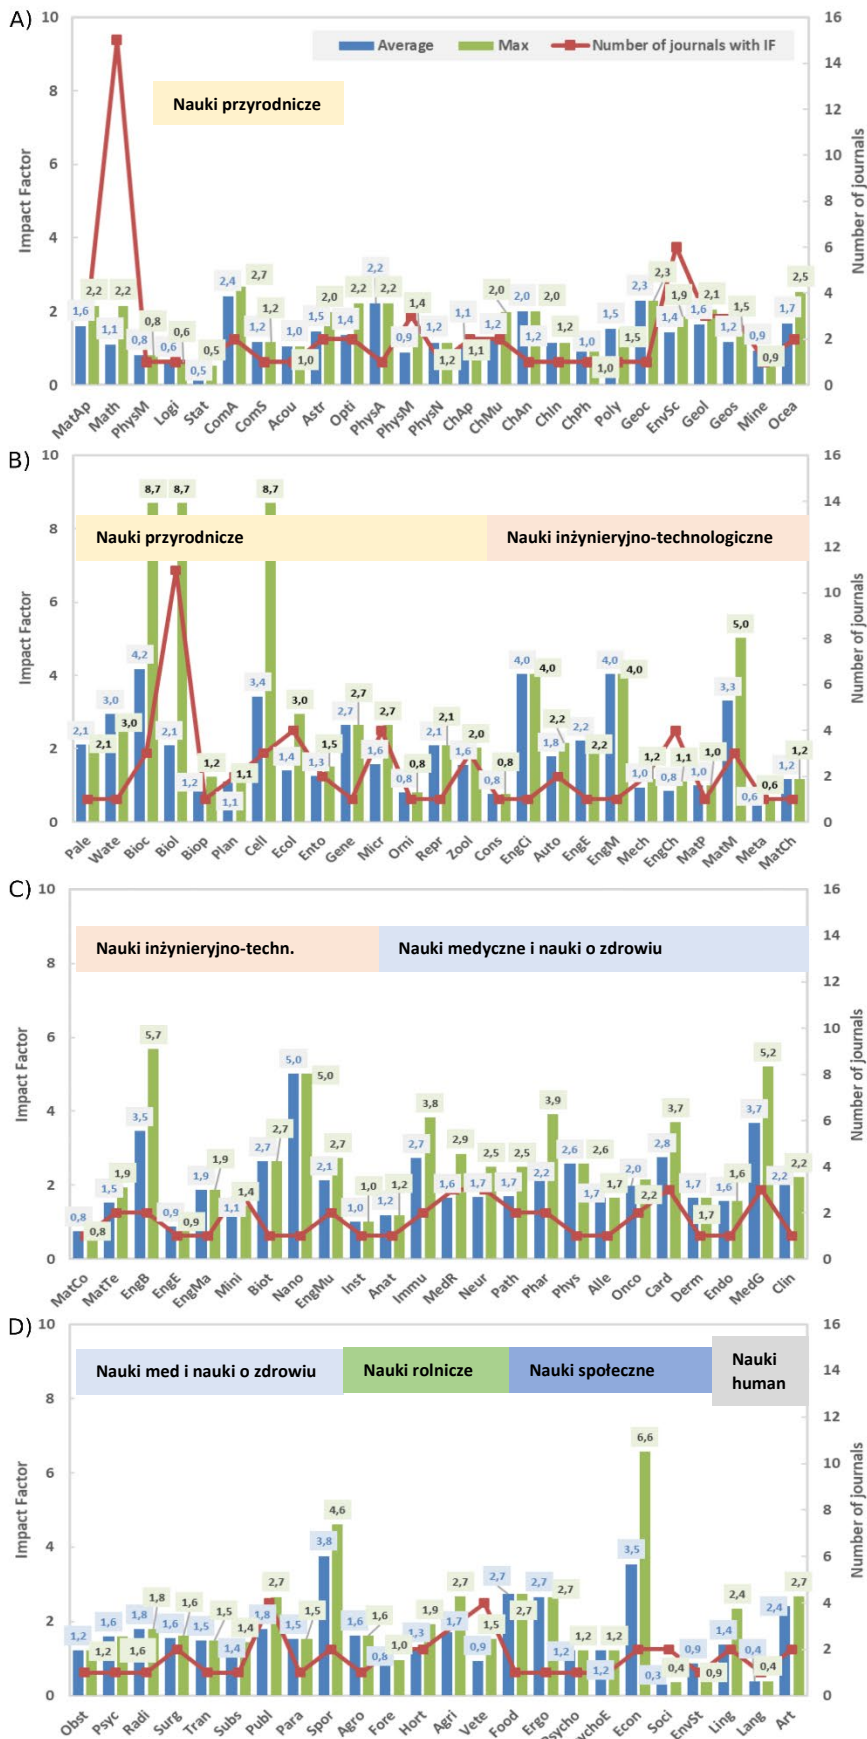 A)
10
8
6
4
2
0
Impact Factor
16
14
12
10
8
6
4
2
0
Number of journals
Average
Max
Number of journals with IF
Nauki przyrodnicze
1,6 2,2 1,1 2,2 0,8 0,8 0,6 0,6 0,5 0,5 2,4 2,7 1,2 1,2 1,0 1,0 1,5 2,0 1,4 2,2 2,2 2,2 0,9 1,4 1,2 1,2 1,1 1,1 1,2 2,0 2,0 2,0 1,2 1,2 1,0 1,0 1,5 1,5 2,3 2,3 1,4 1,9 1,6 2,1 1,2 1,5 0,9 0,9 1,7 2,5
MatAp Math PhysM Logi Stat ComA ComS Acou Astr Opti PhysA PhysM PhysN ChAp ChMu ChAn ChIn ChPh Poly Geoc EnvSc Geol Geos Mine Ocea
B)
10
8
6
4
2
0
Impact Factor
16
14
12
10
8
6
4
2
0
Number of journals
Nauki przyrodnicze
Nauki inżynieryjno-technologiczne
2,1 2,1 3,0 3,0 4,2 8,7 2,1 8,7 1,2 1,2 1,1 1,1 3,4 8,7 1,4 3,0 1,3 1,5 2,7 2,7 1,6 2,7 0,8 0,8 2,1 2,1 1,6 2,0 0,8 0,8 4,0 4,0 1,8 2,2 2,2 2,2 4,0 4,0 1,0 1,2 0,8 1,1 1,0 1,0 3,3 5,0 0,6 0,6 1,2 1,2
Pale Wate Bioc Biol Biop Plan Cell Ecol Ento Gene Micr Orni Repr Zool Cons EngCi Auto EngE EngM Mech EngCh MatP MatM Meta MatCh
C)
10
8
6
4
2
0
Impact Factor
16
14
12
10
8
6
4
2
0
Number of journals
Nauki inżynieryjno-techn.
Nauki medyczne i nauki o zdrowiu
0,8 0,8 1,5 1,9 3,5 5,7 0,9 0,9 1,9 1,9 1,1 1,4 2,7 2,7 5,0 5,0 2,1 2,7 1,0 1,0 1,2 1,2 2,7 3,8 1,6 2,9 1,7 2,5 1,7 2,5 2,2 3,9 2,6 2,6 1,7 1,7 2,0 2,2 2,8 3,7 1,7 1,7 1,6 1,6 3,7 5,2 2,2 2,2
MatCo MatTe EngB EngE EngMa Mini Biot Nano EngMu Inst Anat Immu MedR Neur Path Phar Phys Alle Onco Card Derm Endo MedG Clin
D)
10
8
6
4
2
0
Impact Factor
16
14
12
10
8
6
4
2
0
Number of journals
Nauki med i nauki o zdrowiu
Nauki rolnicze
Nauki społeczne
Nauki
human
1,2 1,2 1,6 1,6 1,8 1,8 1,6 1,6 1,5 1,5 1,4 1,4 1,8 2,7 1,5 1,5 3,8 4,6 1,6 1,6 0,8 1,0 1,3 1,9 1,7 2,7 0,9 1,5 2,7 2,7 2,7 2,7 1,2 1,2 1,2 1,2 3,5 6,6 0,3 0,4 0,9 0,9 1,4 2,4 0,4 0,4 2,4 2,7
Obst Psyc Radi Surg Tran Subs Publ Para Spor Agro Fore Hort Agri Vete Food Ergo Psycho PsychoE Econ Soci EnvSt Ling Lang Art